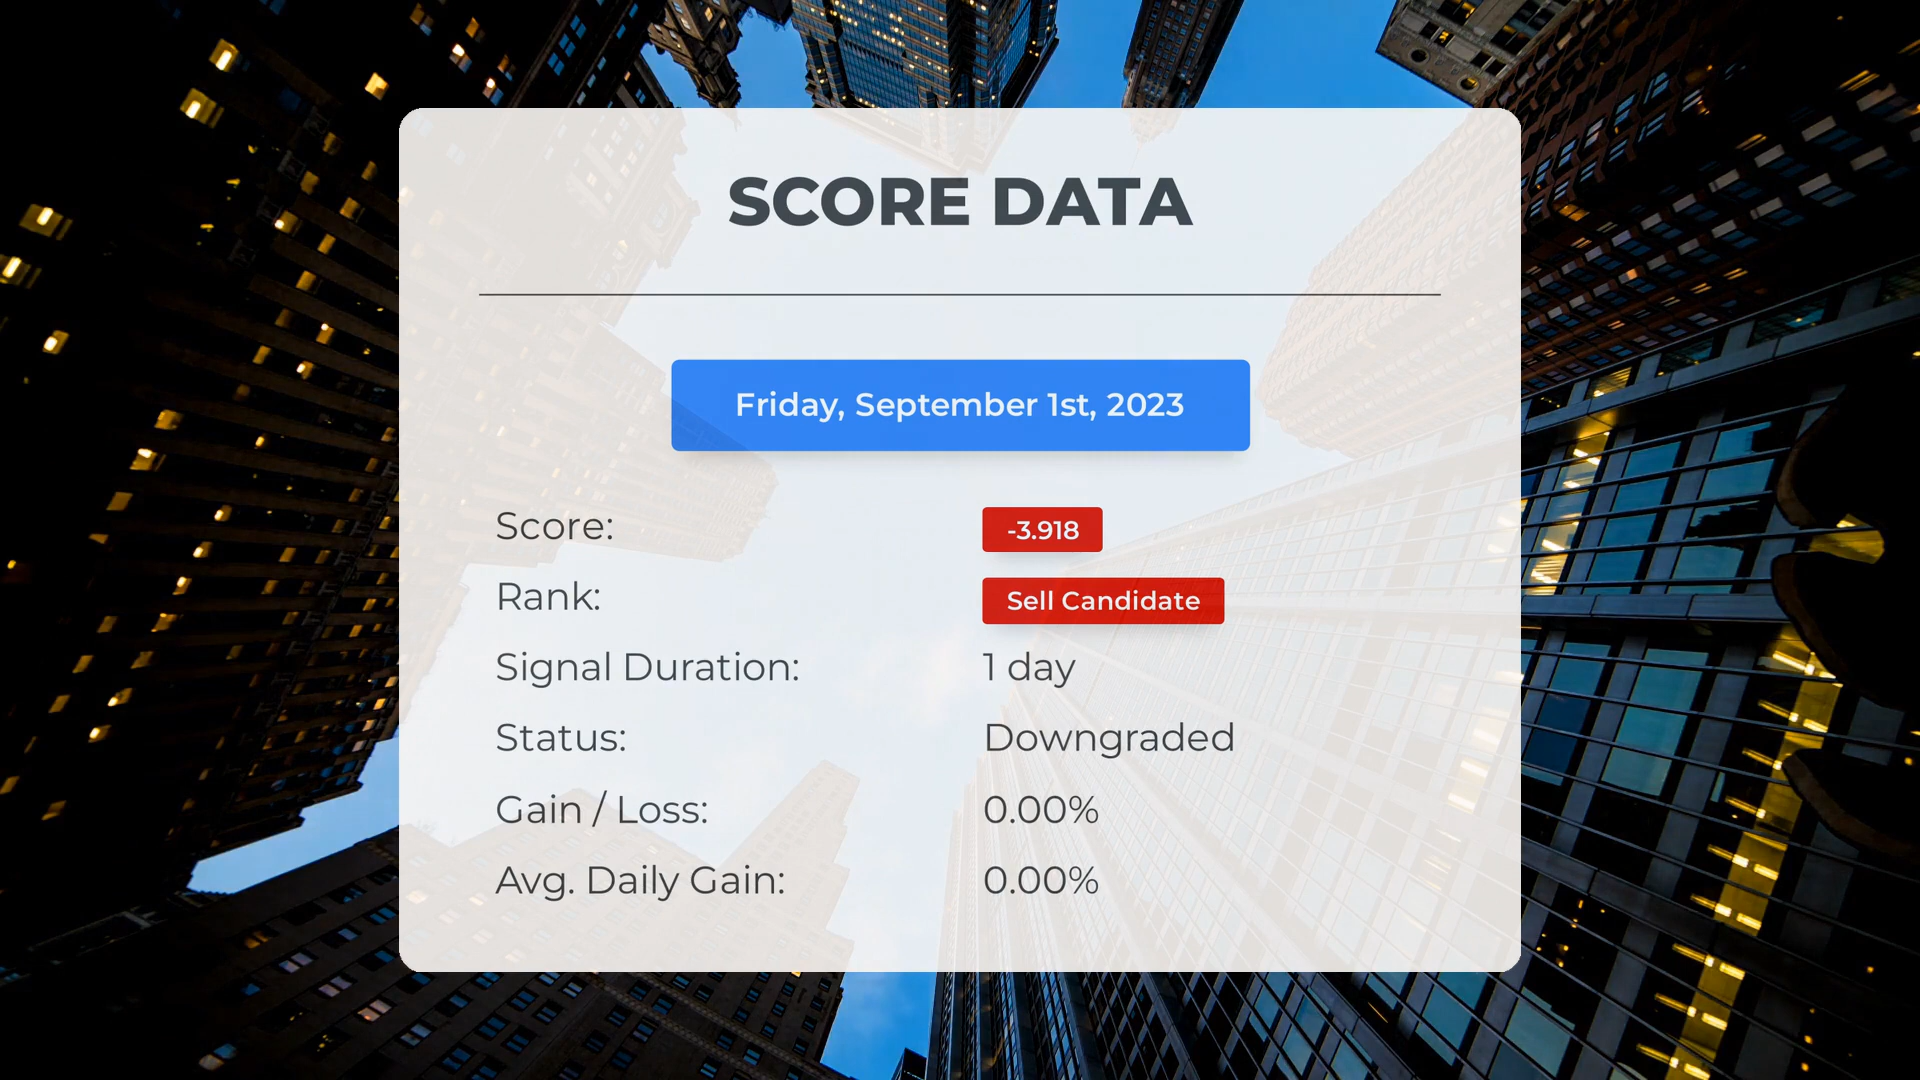 SCORE DATA
Friday, September 1st, 2023
Score: -3.918
Rank: Sell Candidate
Signal Duration: 1 day
Status: Downgraded
Gain / Loss: 0.00%
Avg. Daily Gain: 0.00%